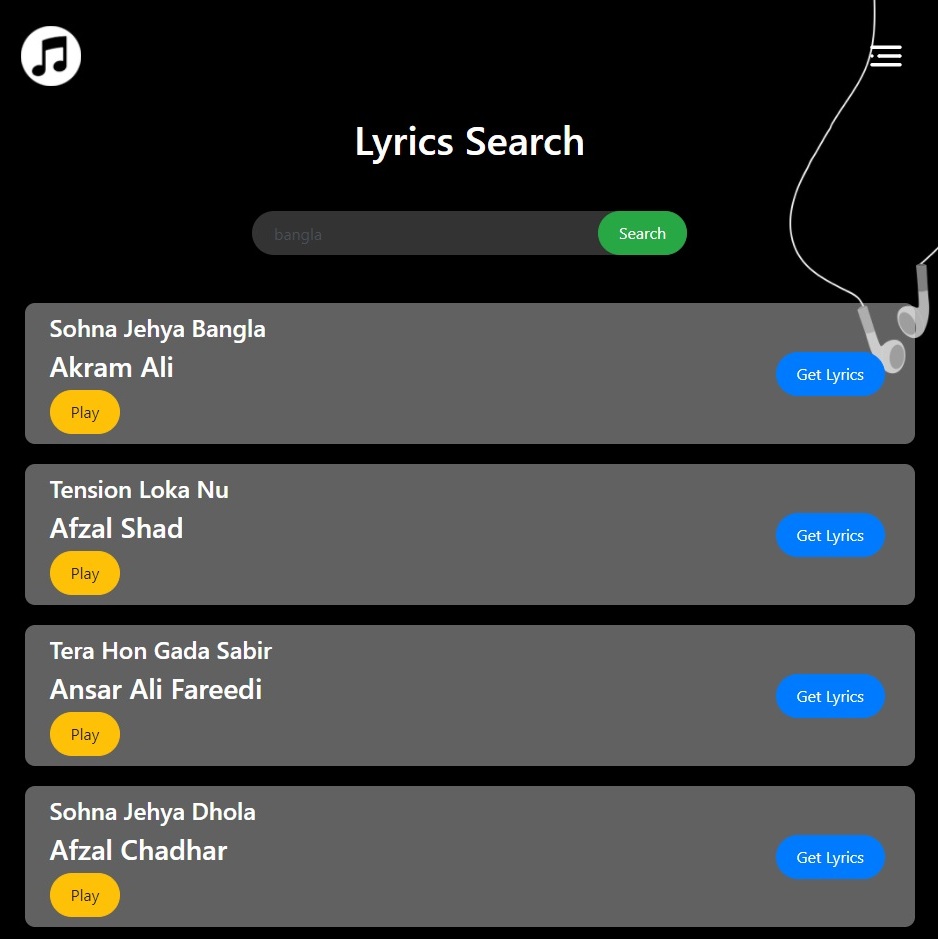 Lyrics Search
bangla
Search
Sohna Jehya Bangla
Akram Ali
Play
Get Lyrics
Tension Loka Nu
Afzal Shad
Play
Get Lyrics
Tera Hon Gada Sabir
Ansar Ali Fareedi
Play
Get Lyrics
Sohna Jehya Dhola
Afzal Chadhar
Play
Get Lyrics